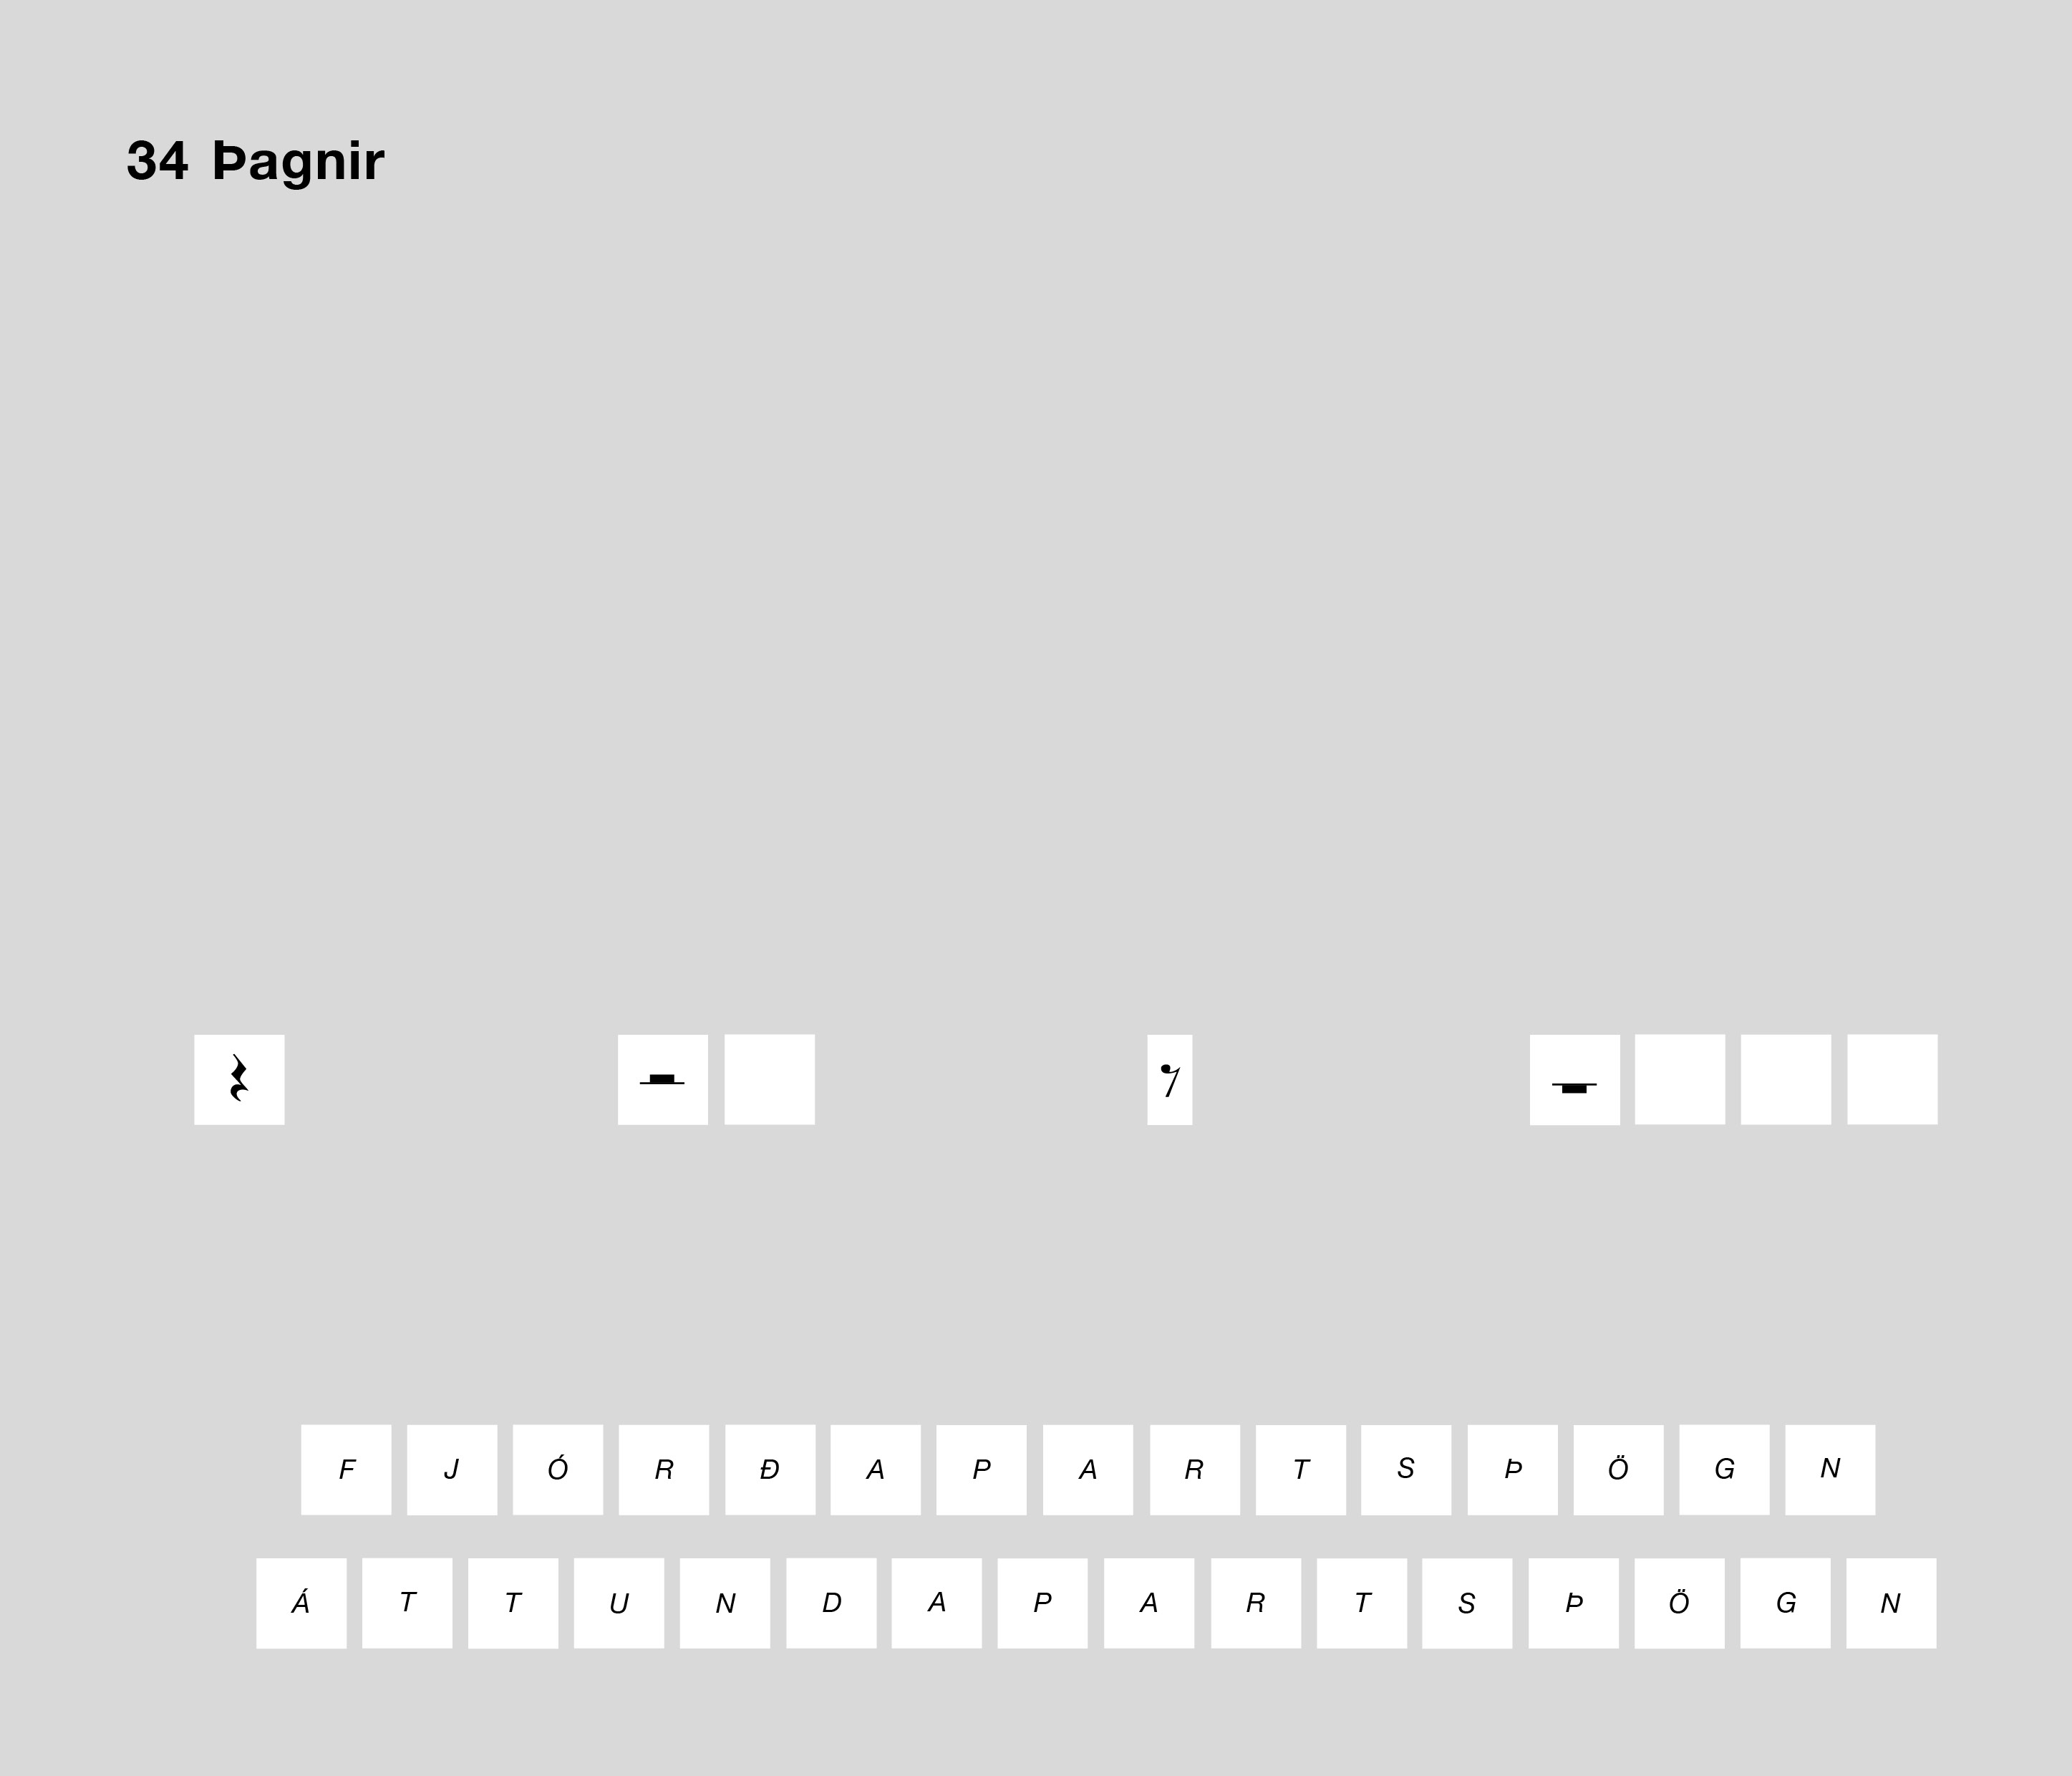 34 Þagnir
F J Ó R Ð A P A R T S Þ Ö G N
Á T T U N D A P A R T S Þ Ö G N